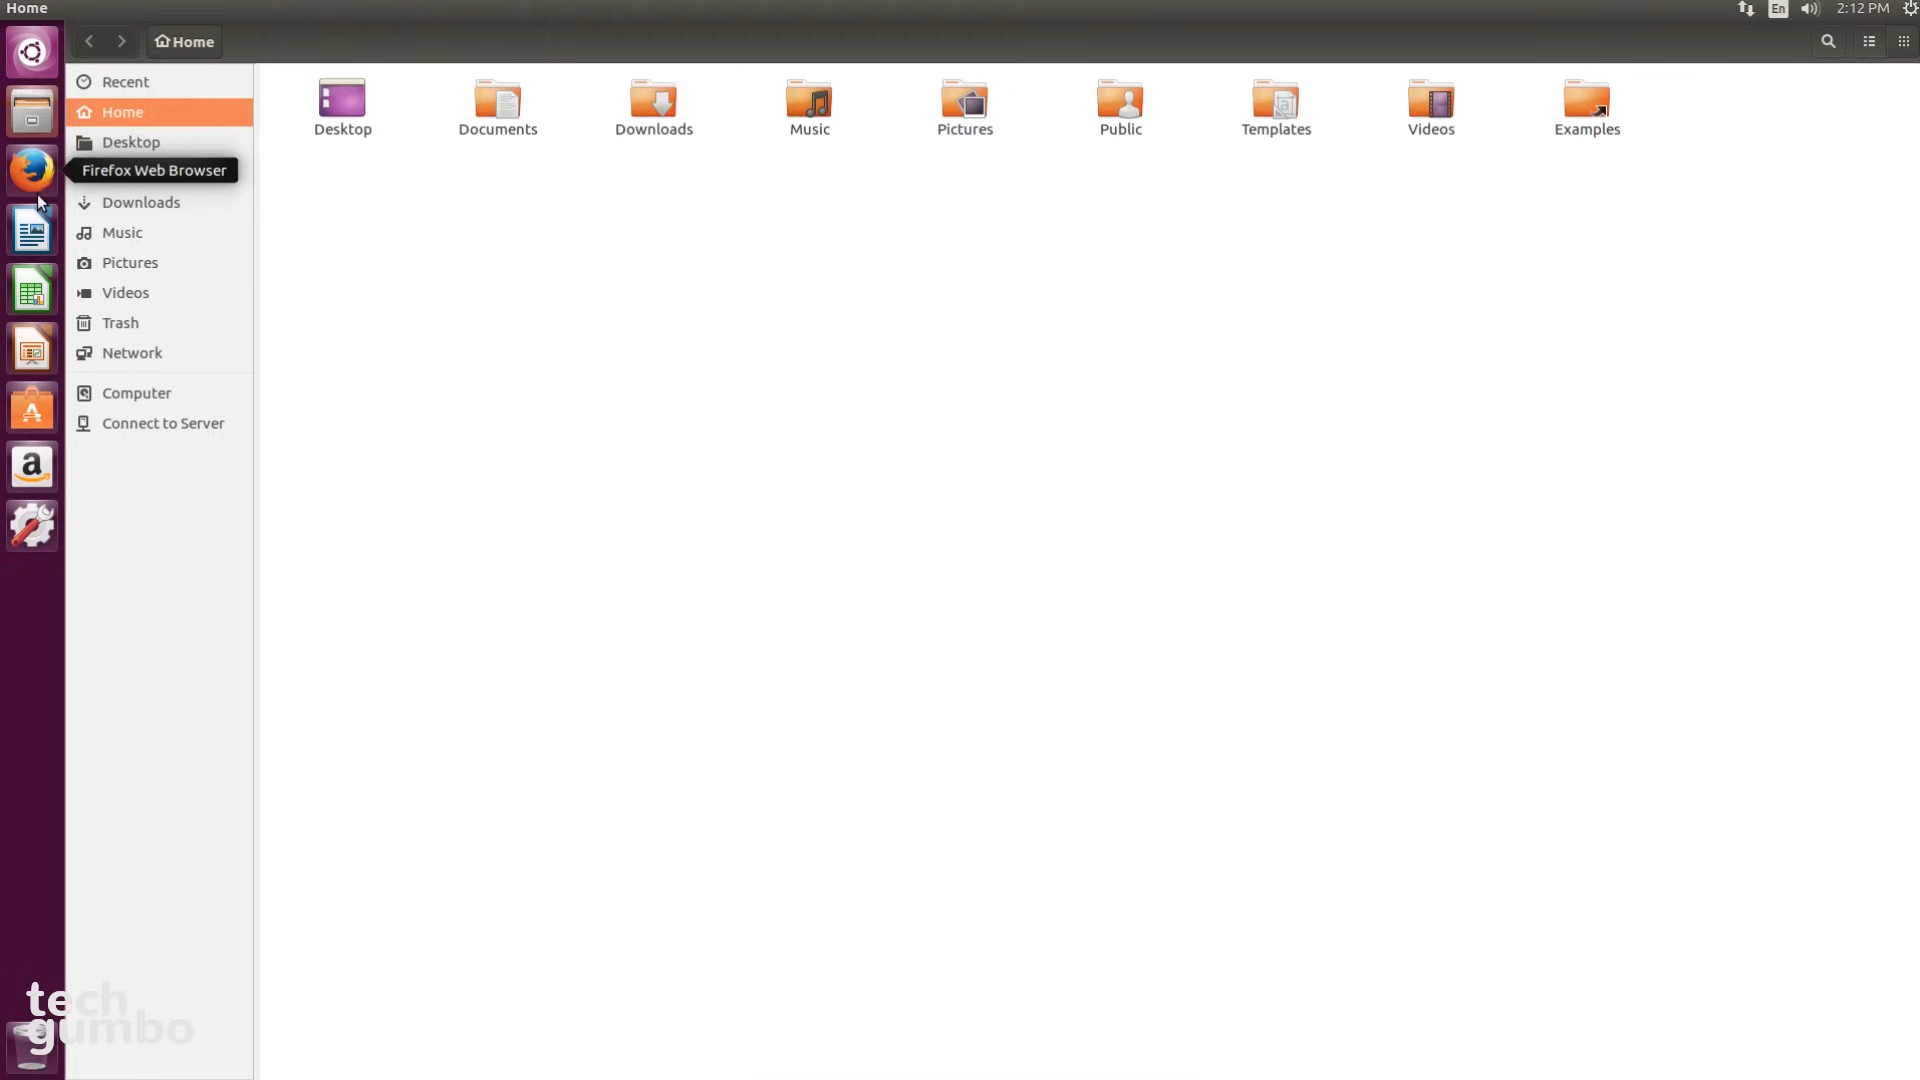 Home
En
2:12 PM
Home
Recent
Home
Desktop
Firefox Web Browser
Downloads
Music
Pictures
Videos
Trash
Network
Computer
Connect to Server
Desktop
Documents
Downloads
Music
Pictures
Public
Templates
Videos
Examples
tech
gumbo